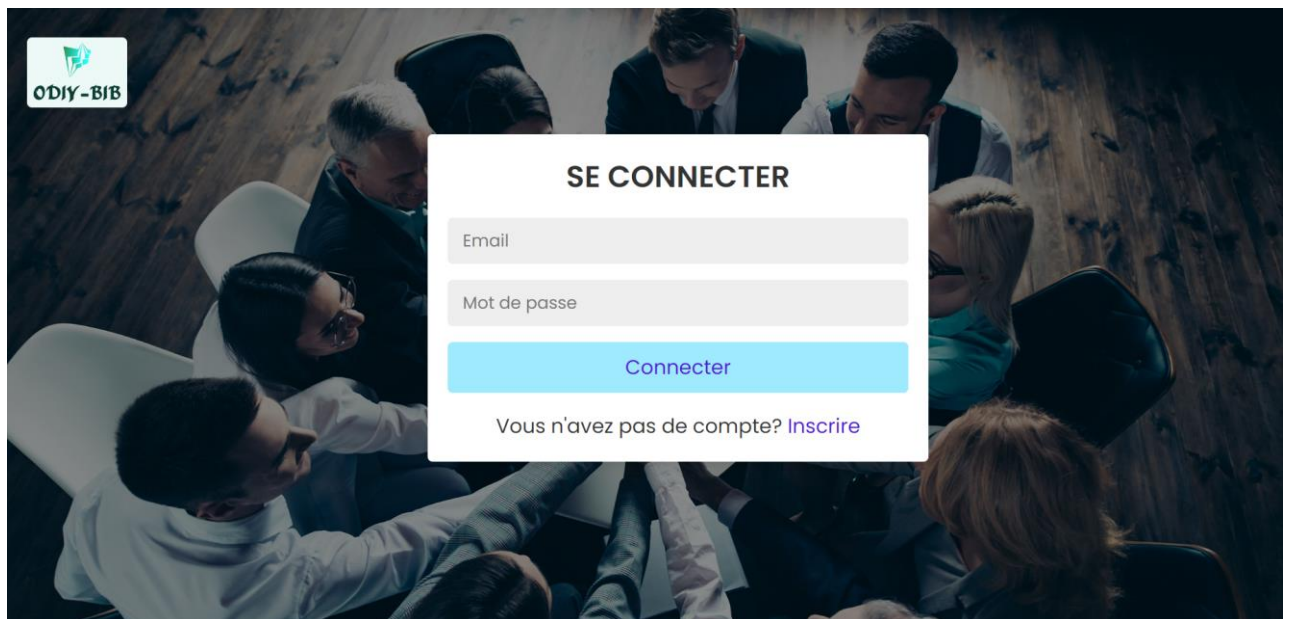 ODIY-BIB
SE CONNECTER
Email
Mot de passe
Connecter
Vous n'avez pas de compte? Inscrire